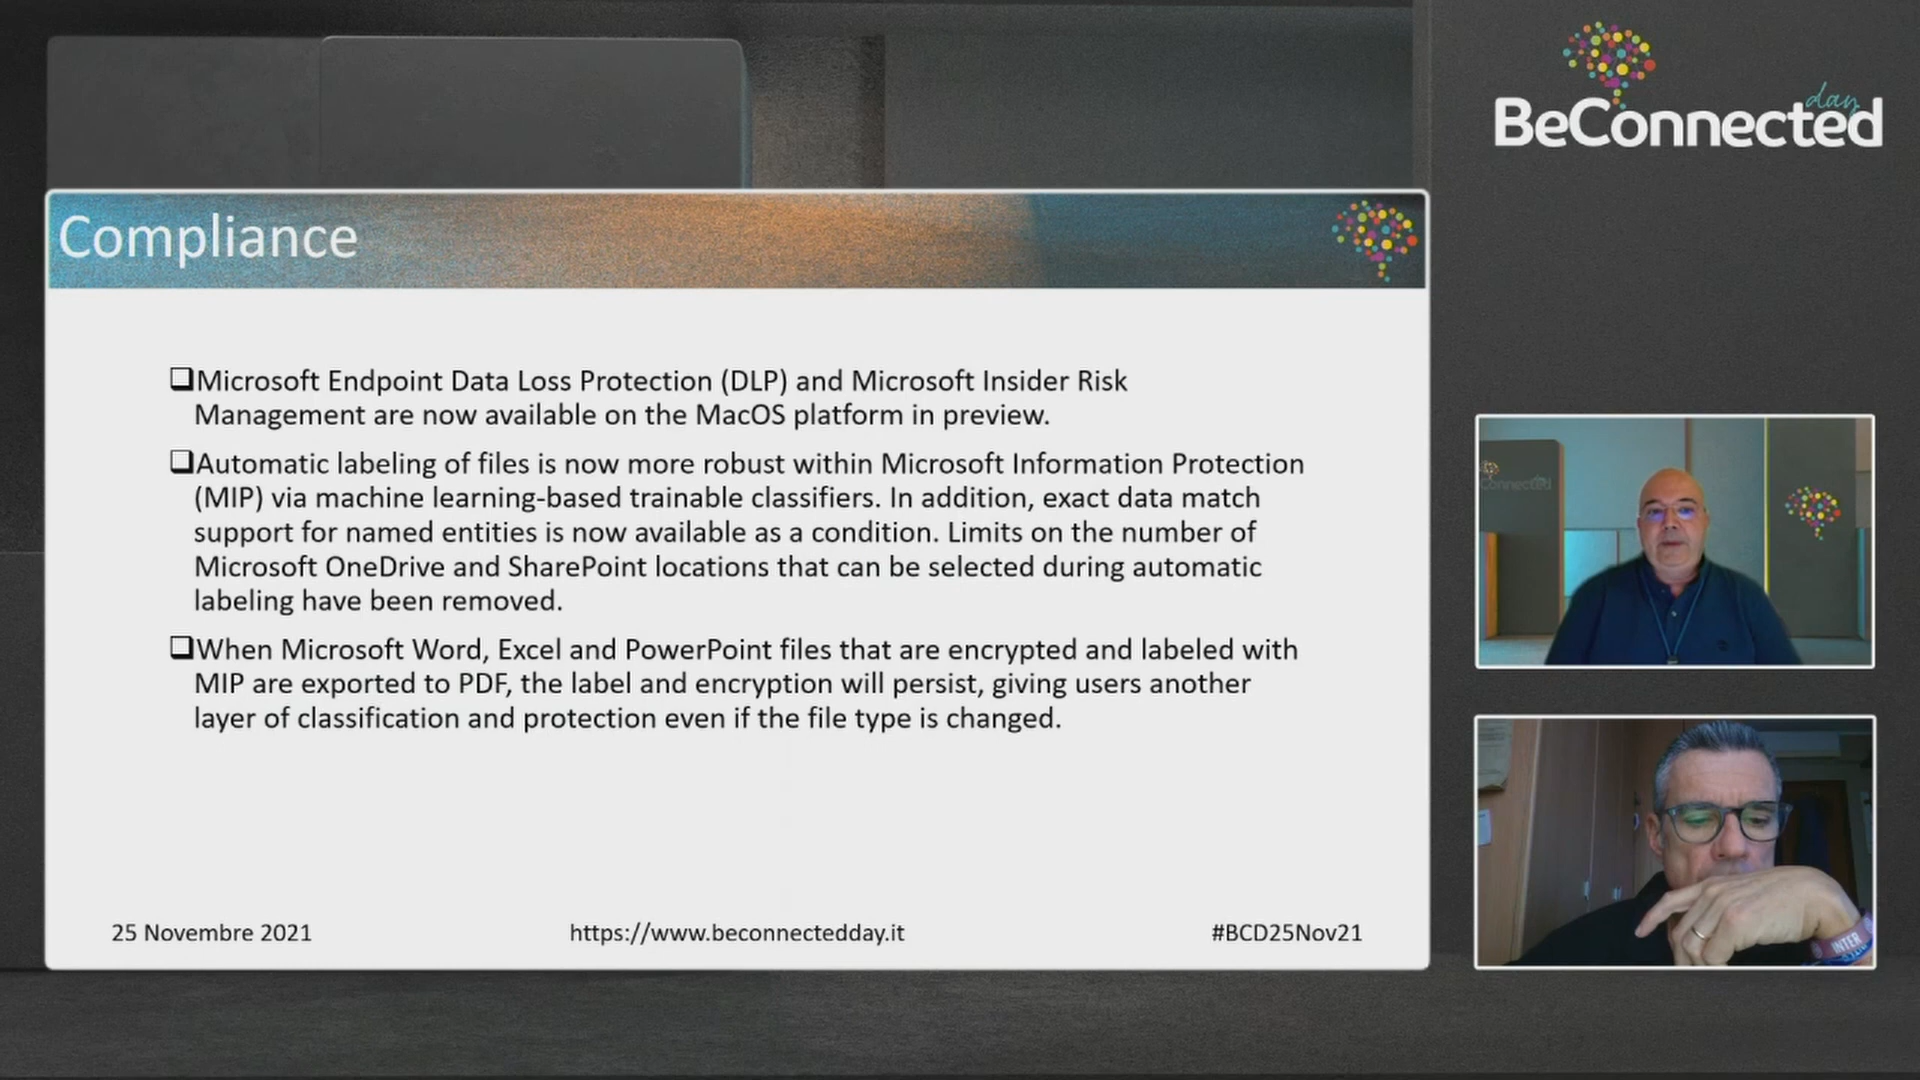 day
BeConnected
Compliance
❑Microsoft Endpoint Data Loss Protection (DLP) and Microsoft Insider Risk
Management are now available on the MacOS platform in preview.
❑Automatic labeling of files is now more robust within Microsoft Information Protection
(MIP) via machine learning-based trainable classifiers. In addition, exact data match
support for named entities is now available as a condition. Limits on the number of
Microsoft OneDrive and SharePoint locations that can be selected during automatic
labeling have been removed.
❑When Microsoft Word, Excel and PowerPoint files that are encrypted and labeled with
MIP are exported to PDF, the label and encryption will persist, giving users another
layer of classification and protection even if the file type is changed.
25 Novembre 2021
https://www.beconnectedday.it
#BCD25Nov21
Connected
INTER